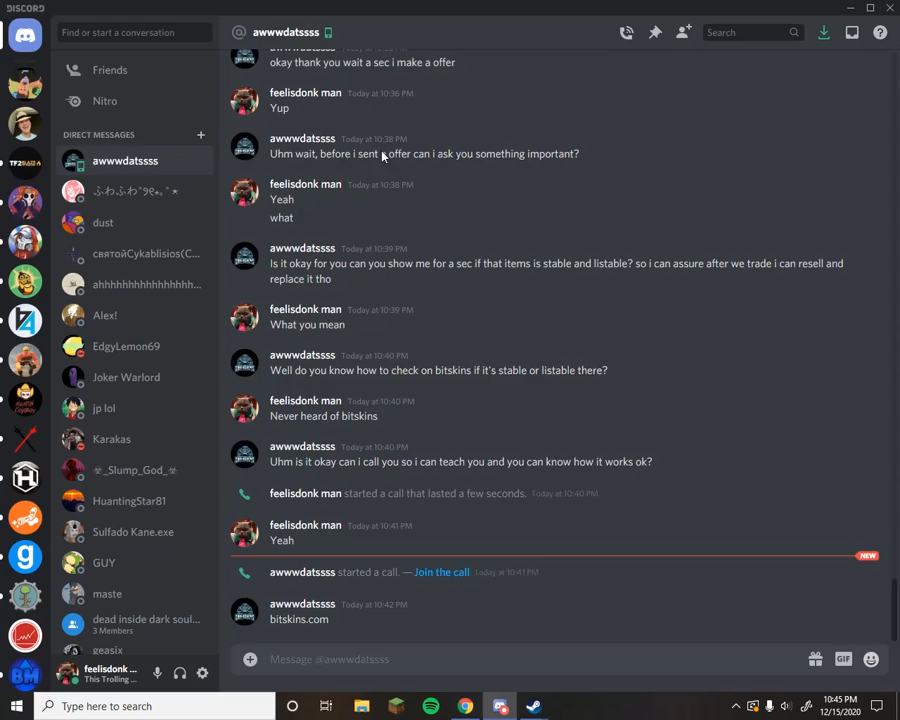 DISCORD
Find or start a conversation
@ awwwdatssss
Search
Friends
Nitro
DIRECT MESSAGES
awwwdatssss
dust
святойCykablisios(C...
ahhhhhhhhhhhhhhhh...
Alex!
EdgyLemon69
Joker Warlord
jp lol
Karakas
☣_Slump_God_☣
HuantingStar81
Sulfado Kane.exe
GUY
maste
dead inside dark soul...
3 Members
geasix
feelisdonk ...
This Trolling ...
okay thank you wait a sec i make a offer
feelisdonk man Today at 10:36 PM
Yup
awwwdatssss Today at 10:38 PM
Uhm wait, before i sent a offer can i ask you something important?
feelisdonk man Today at 10:38 PM
Yeah
what
awwwdatssss Today at 10:39 PM
Is it okay for you can you show me for a sec if that items is stable and listable? so i can assure after we trade i can resell and
replace it tho
feelisdonk man Today at 10:39 PM
What you mean
awwwdatssss Today at 10:40 PM
Well do you know how to check on bitskins if it's stable or listable there?
feelisdonk man Today at 10:40 PM
Never heard of bitskins
awwwdatssss Today at 10:40 PM
Uhm is it okay can i call you so i can teach you and you can know how it works ok?
feelisdonk man started a call that lasted a few seconds. Today at 10:40 PM
feelisdonk man Today at 10:41 PM
Yeah
NEW
awwwdatssss started a call. — Join the call Today at 10:41 PM
awwwdatssss Today at 10:42 PM
bitskins.com
Message @awwwdatssss
GIF
Type here to search
10:45 PM
12/15/2020